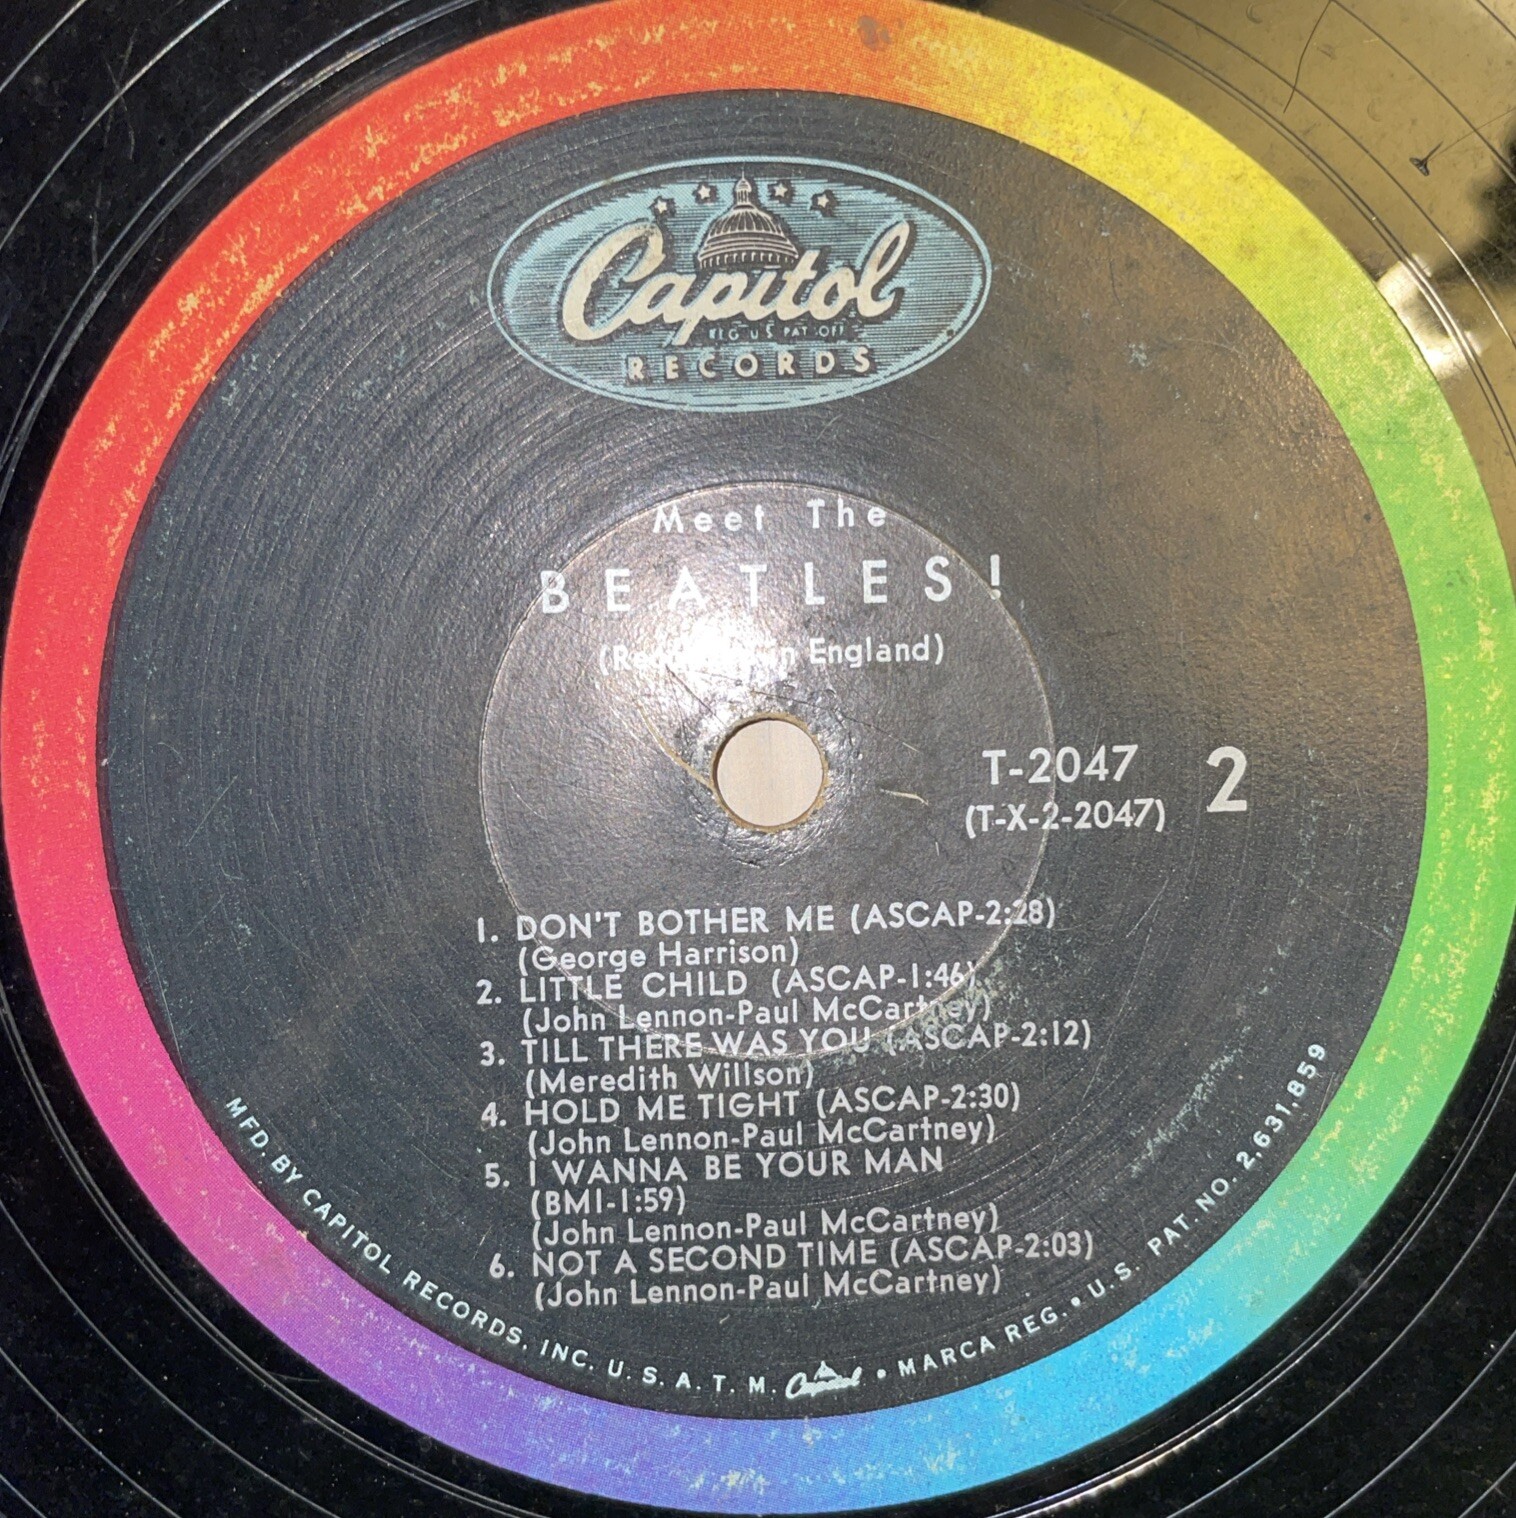 Capitol
REG. U.S. PAT. OFF.
RECORDS
Meet The
BEATLES!
England)
T-2047
2
(T-X-2-2047)
1. DON'T BOTHER ME (ASCAP-2:28)
(George Harrison)
2. LITTLE CHILD (ASCAP-1:46)
(John Lennon-Paul McCartney)
3. TILL THERE WAS YOU (ASCAP-2:12)
(Meredith Willson)
4. HOLD ME TIGHT (ASCAP-2:30)
(John Lennon-Paul McCartney)
5. I WANNA BE YOUR MAN
(BMI-1:59)
(John Lennon-Paul McCartney)
6. NOT A SECOND TIME (ASCAP-2:03)
(John Lennon-Paul McCartney)
MFD. BY CAPITOL RECORDS, INC. U.S.A. T.M. Capitol • MARCA REG. • U.S. PAT. NO. 2,631,859